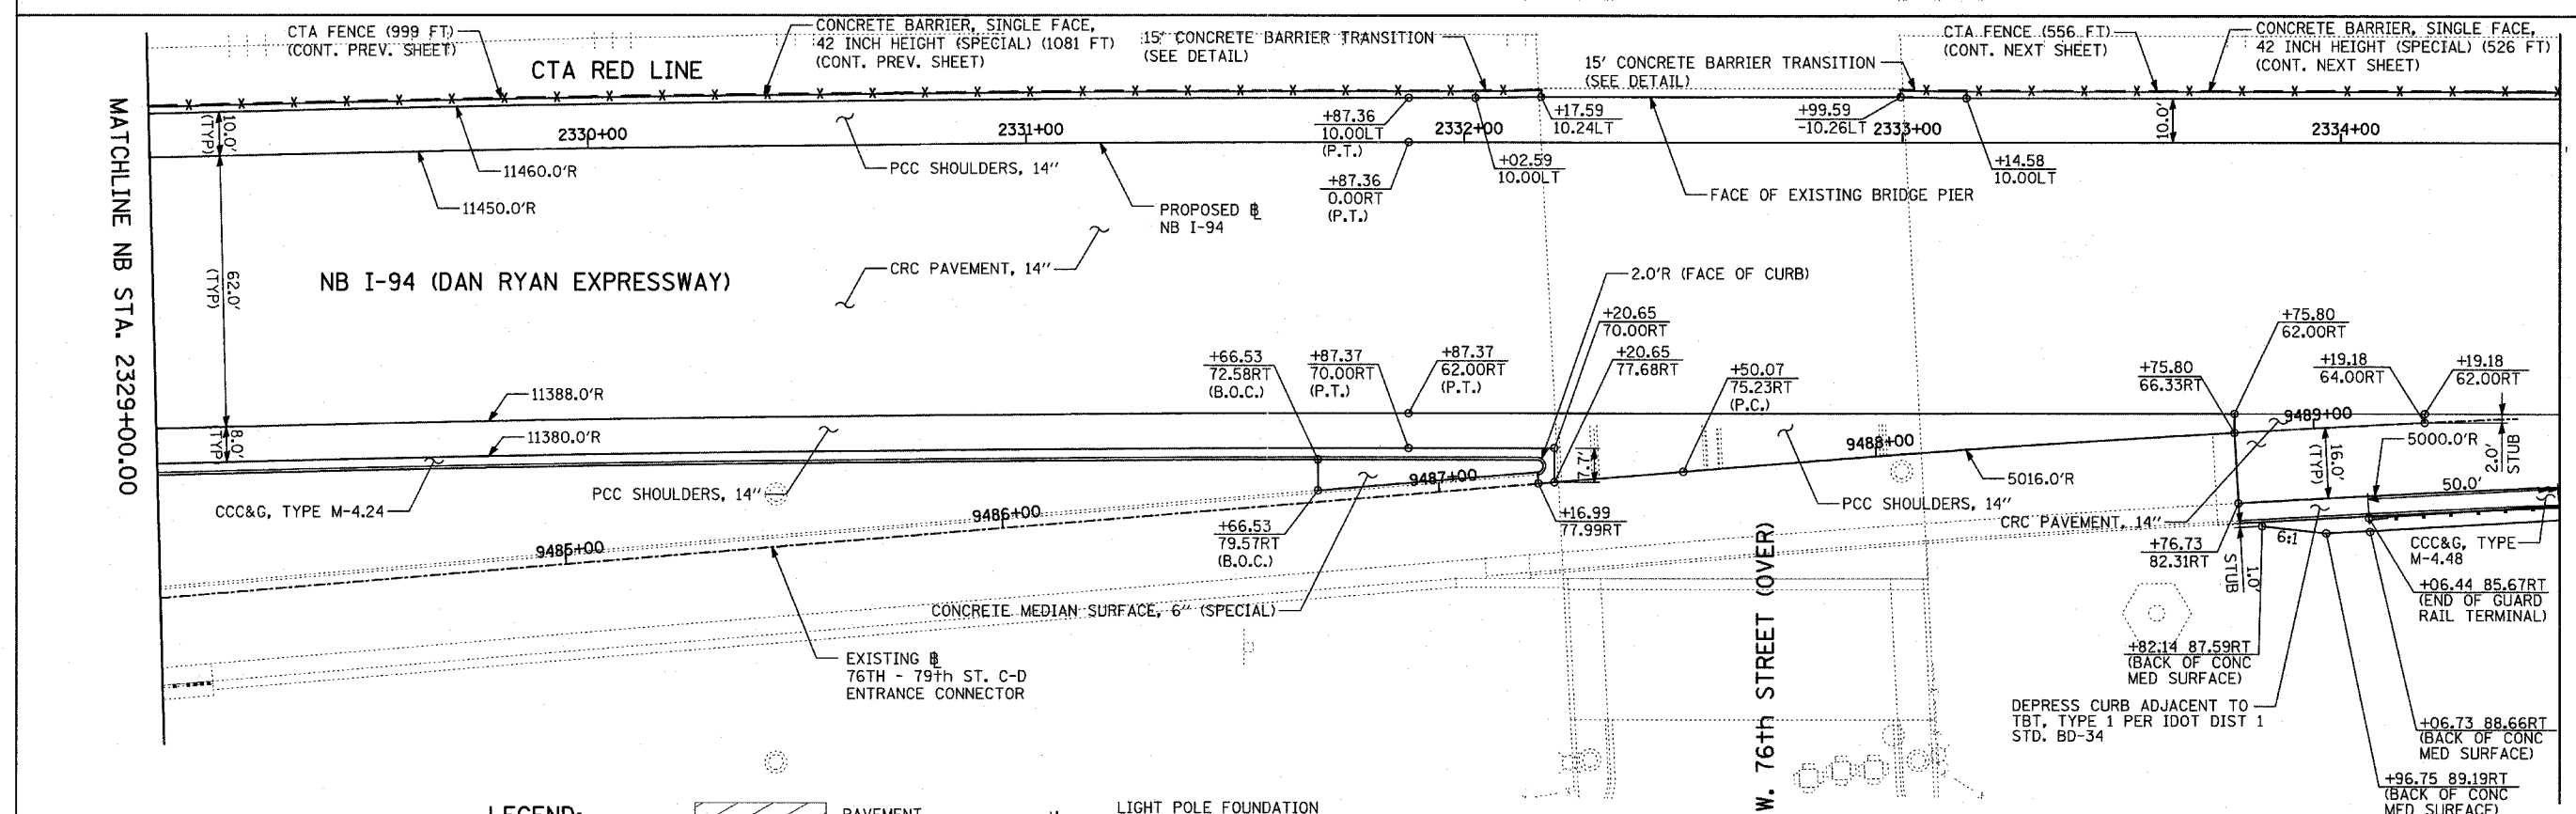 CTA FENCE (999 FT)
(CONT. PREV. SHEET)
CONCRETE BARRIER, SINGLE FACE,
42 INCH HEIGHT (SPECIAL) (1081 FT)
(CONT. PREV. SHEET)
15' CONCRETE BARRIER TRANSITION
(SEE DETAIL)
15' CONCRETE BARRIER TRANSITION
(SEE DETAIL)
CTA FENCE (556 FT)
(CONT. NEXT SHEET)
CONCRETE BARRIER, SINGLE FACE,
42 INCH HEIGHT (SPECIAL) (526 FT)
(CONT. NEXT SHEET)
CTA RED LINE
MATCHLINE NB STA. 2329+00.00
10.0'
(TYP)
2330+00
2331+00
+87.36
10.00LT
(P.T.)
2332+00
+17.59
10.24LT
+99.59
-10.26LT
2333+00
10.0'
2334+00
11460.0'R
11450.0'R
PCC SHOULDERS, 14"
+87.36
0.00RT
(P.T.)
+02.59
10.00LT
+14.58
10.00LT
FACE OF EXISTING BRIDGE PIER
PROPOSED B
NB I-94
62.0'
(TYP)
NB I-94 (DAN RYAN EXPRESSWAY)
CRC PAVEMENT, 14"
2.0'R (FACE OF CURB)
+20.65
70.00RT
+20.65
77.68RT
+75.80
62.00RT
+66.53
72.58RT
(B.O.C.)
+87.37
70.00RT
(P.T.)
+87.37
62.00RT
(P.T.)
+50.07
75.23RT
(P.C.)
+75.80
66.33RT
+19.18
64.00RT
+19.18
62.00RT
11388.0'R
8.0'
TYP)
11380.0'R
7.7'
9488+00
9489+00
16.0'
(TYP)
5000.0'R
2.0'
STUB
PCC SHOULDERS, 14"
9487+00
5016.0'R
50.0'
CCC&G, TYPE M-4.24
9486+00
+16.99
77.99RT
PCC SHOULDERS, 14"
CRC PAVEMENT, 14"
9485+00
+66.53
79.57RT
(B.O.C.)
+76.73
82.31RT
STUB
1.0'
6:1
CCC&G, TYPE
M-4.48
+06.44 85.67RT
(END OF GUARD
RAIL TERMINAL)
CONCRETE MEDIAN SURFACE, 6" (SPECIAL)
W. 76th STREET (OVER)
EXISTING B
76TH - 79th ST. C-D
ENTRANCE CONNECTOR
+82.14 87.59RT
(BACK OF CONC
MED SURFACE)
DEPRESS CURB ADJACENT TO
TBT, TYPE 1 PER IDOT DIST 1
STD. BD-34
+06.73 88.66RT
(BACK OF CONC
MED SURFACE)
+96.75 89.19RT
(BACK OF CONC
MED SURFACE)
LEGEND:
PAVEMENT
LIGHT POLE FOUNDATION